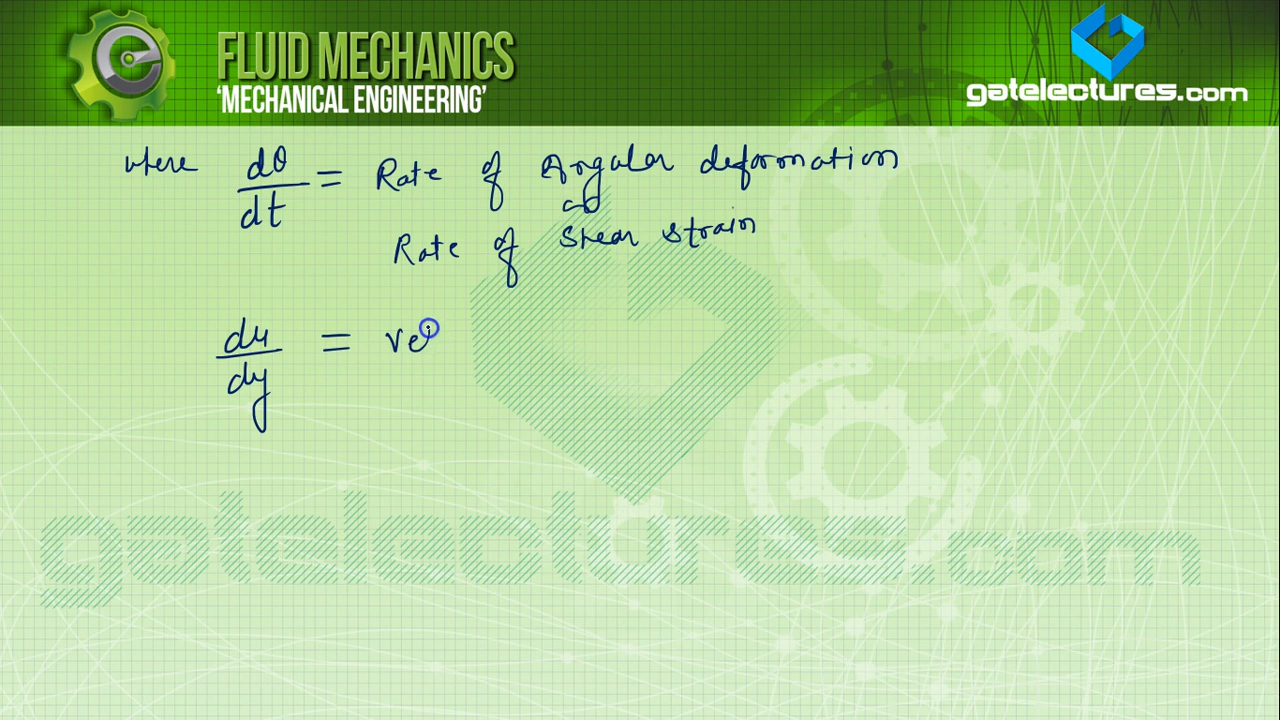 FLUID MECHANICS
'MECHANICAL ENGINEERING'
gatelectures.com
where dθ/dt = Rate of Angular deformation
Rate of Shear strain
du/dy = ve
gatelectures.com